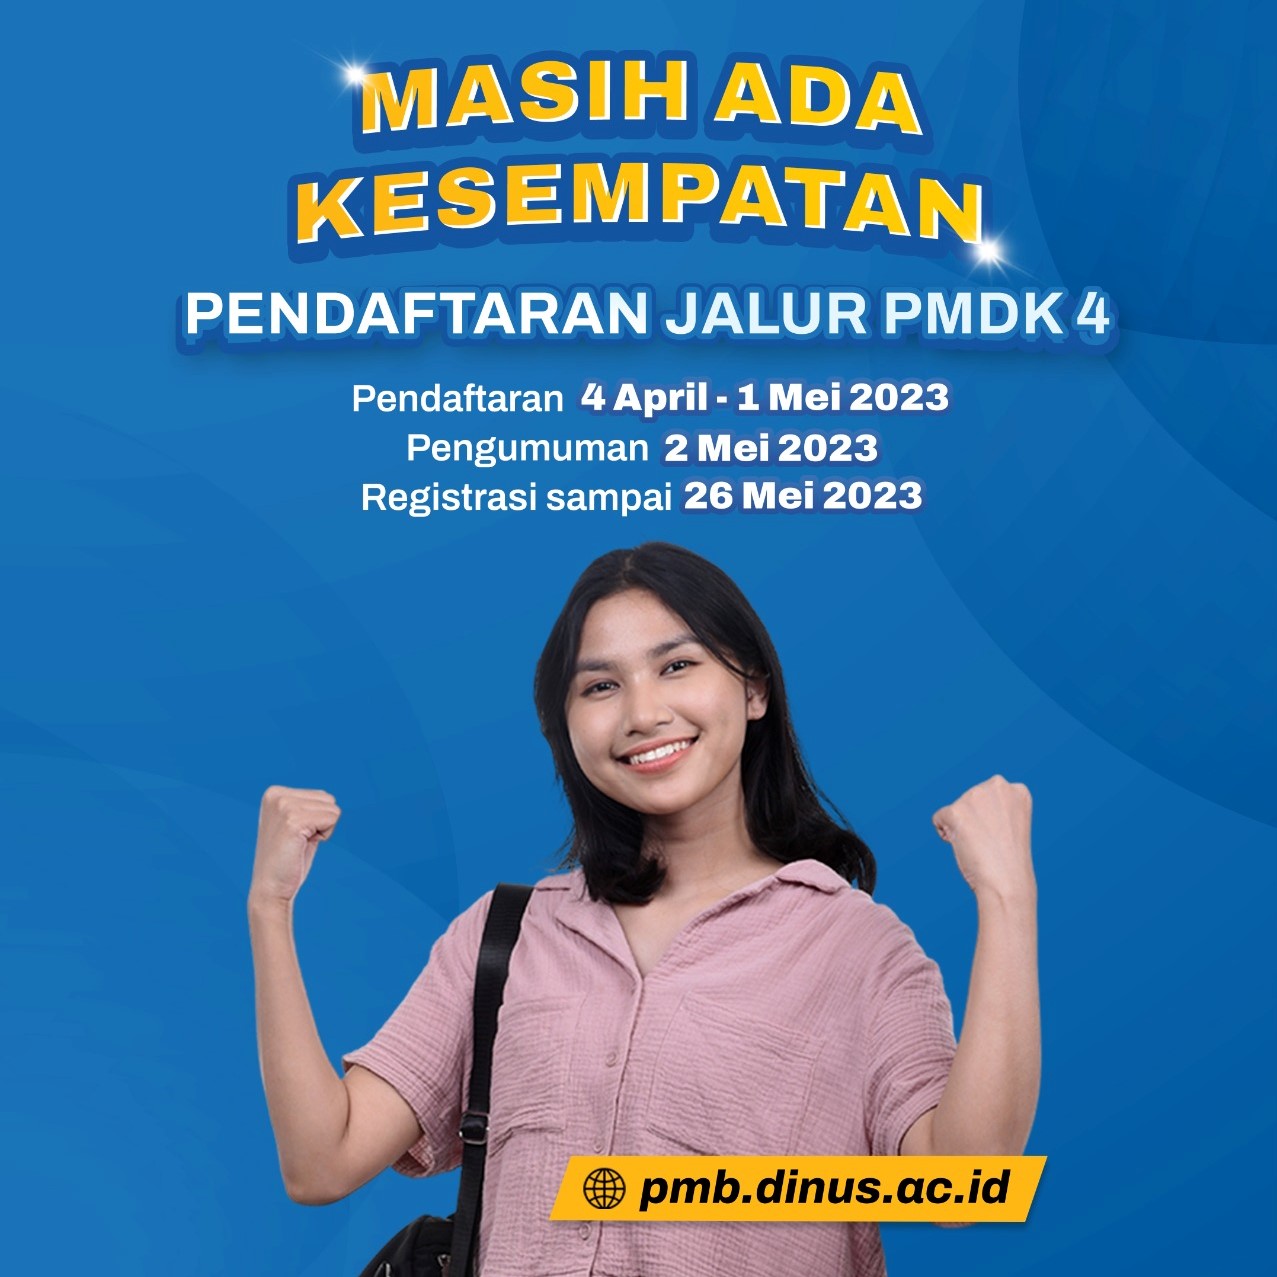 MASIH ADA
KESEMPATAN
PENDAFTARAN JALUR PMDK 4
Pendaftaran 4 April - 1 Mei 2023
Pengumuman 2 Mei 2023
Registrasi sampai 26 Mei 2023
pmb.dinus.ac.id